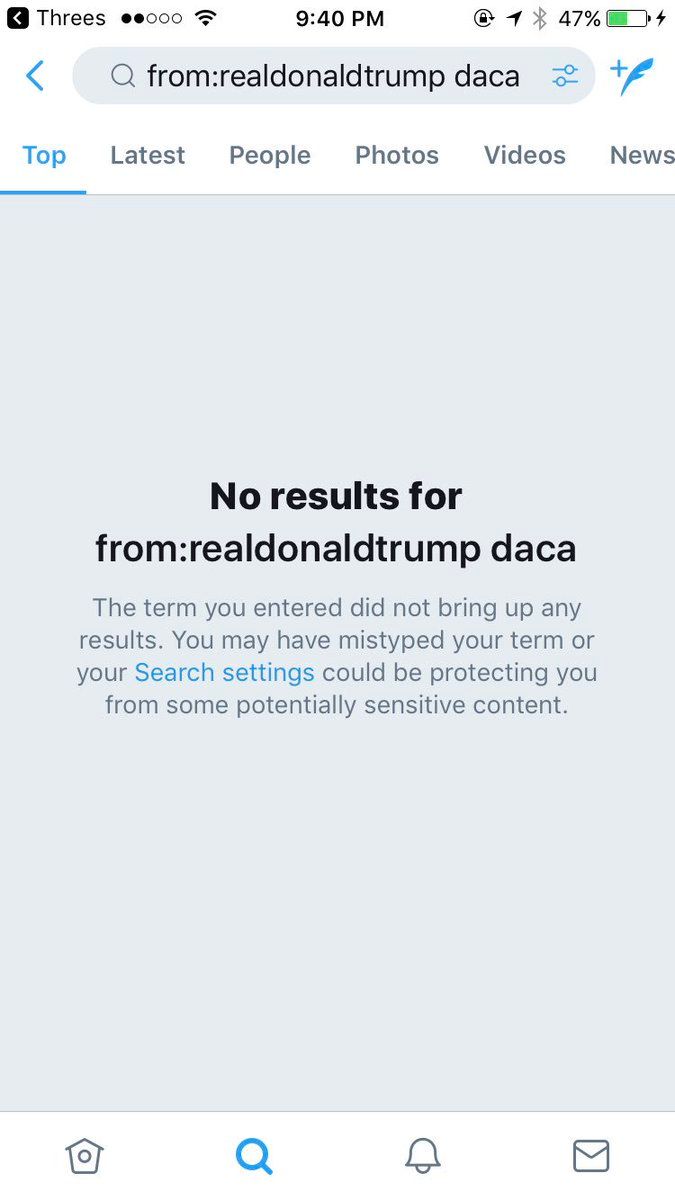 Threes 9:40 PM 47%
from:realdonaldtrump daca
Top Latest People Photos Videos News
No results for
from:realdonaldtrump daca
The term you entered did not bring up any
results. You may have mistyped your term or
your Search settings could be protecting you
from some potentially sensitive content.